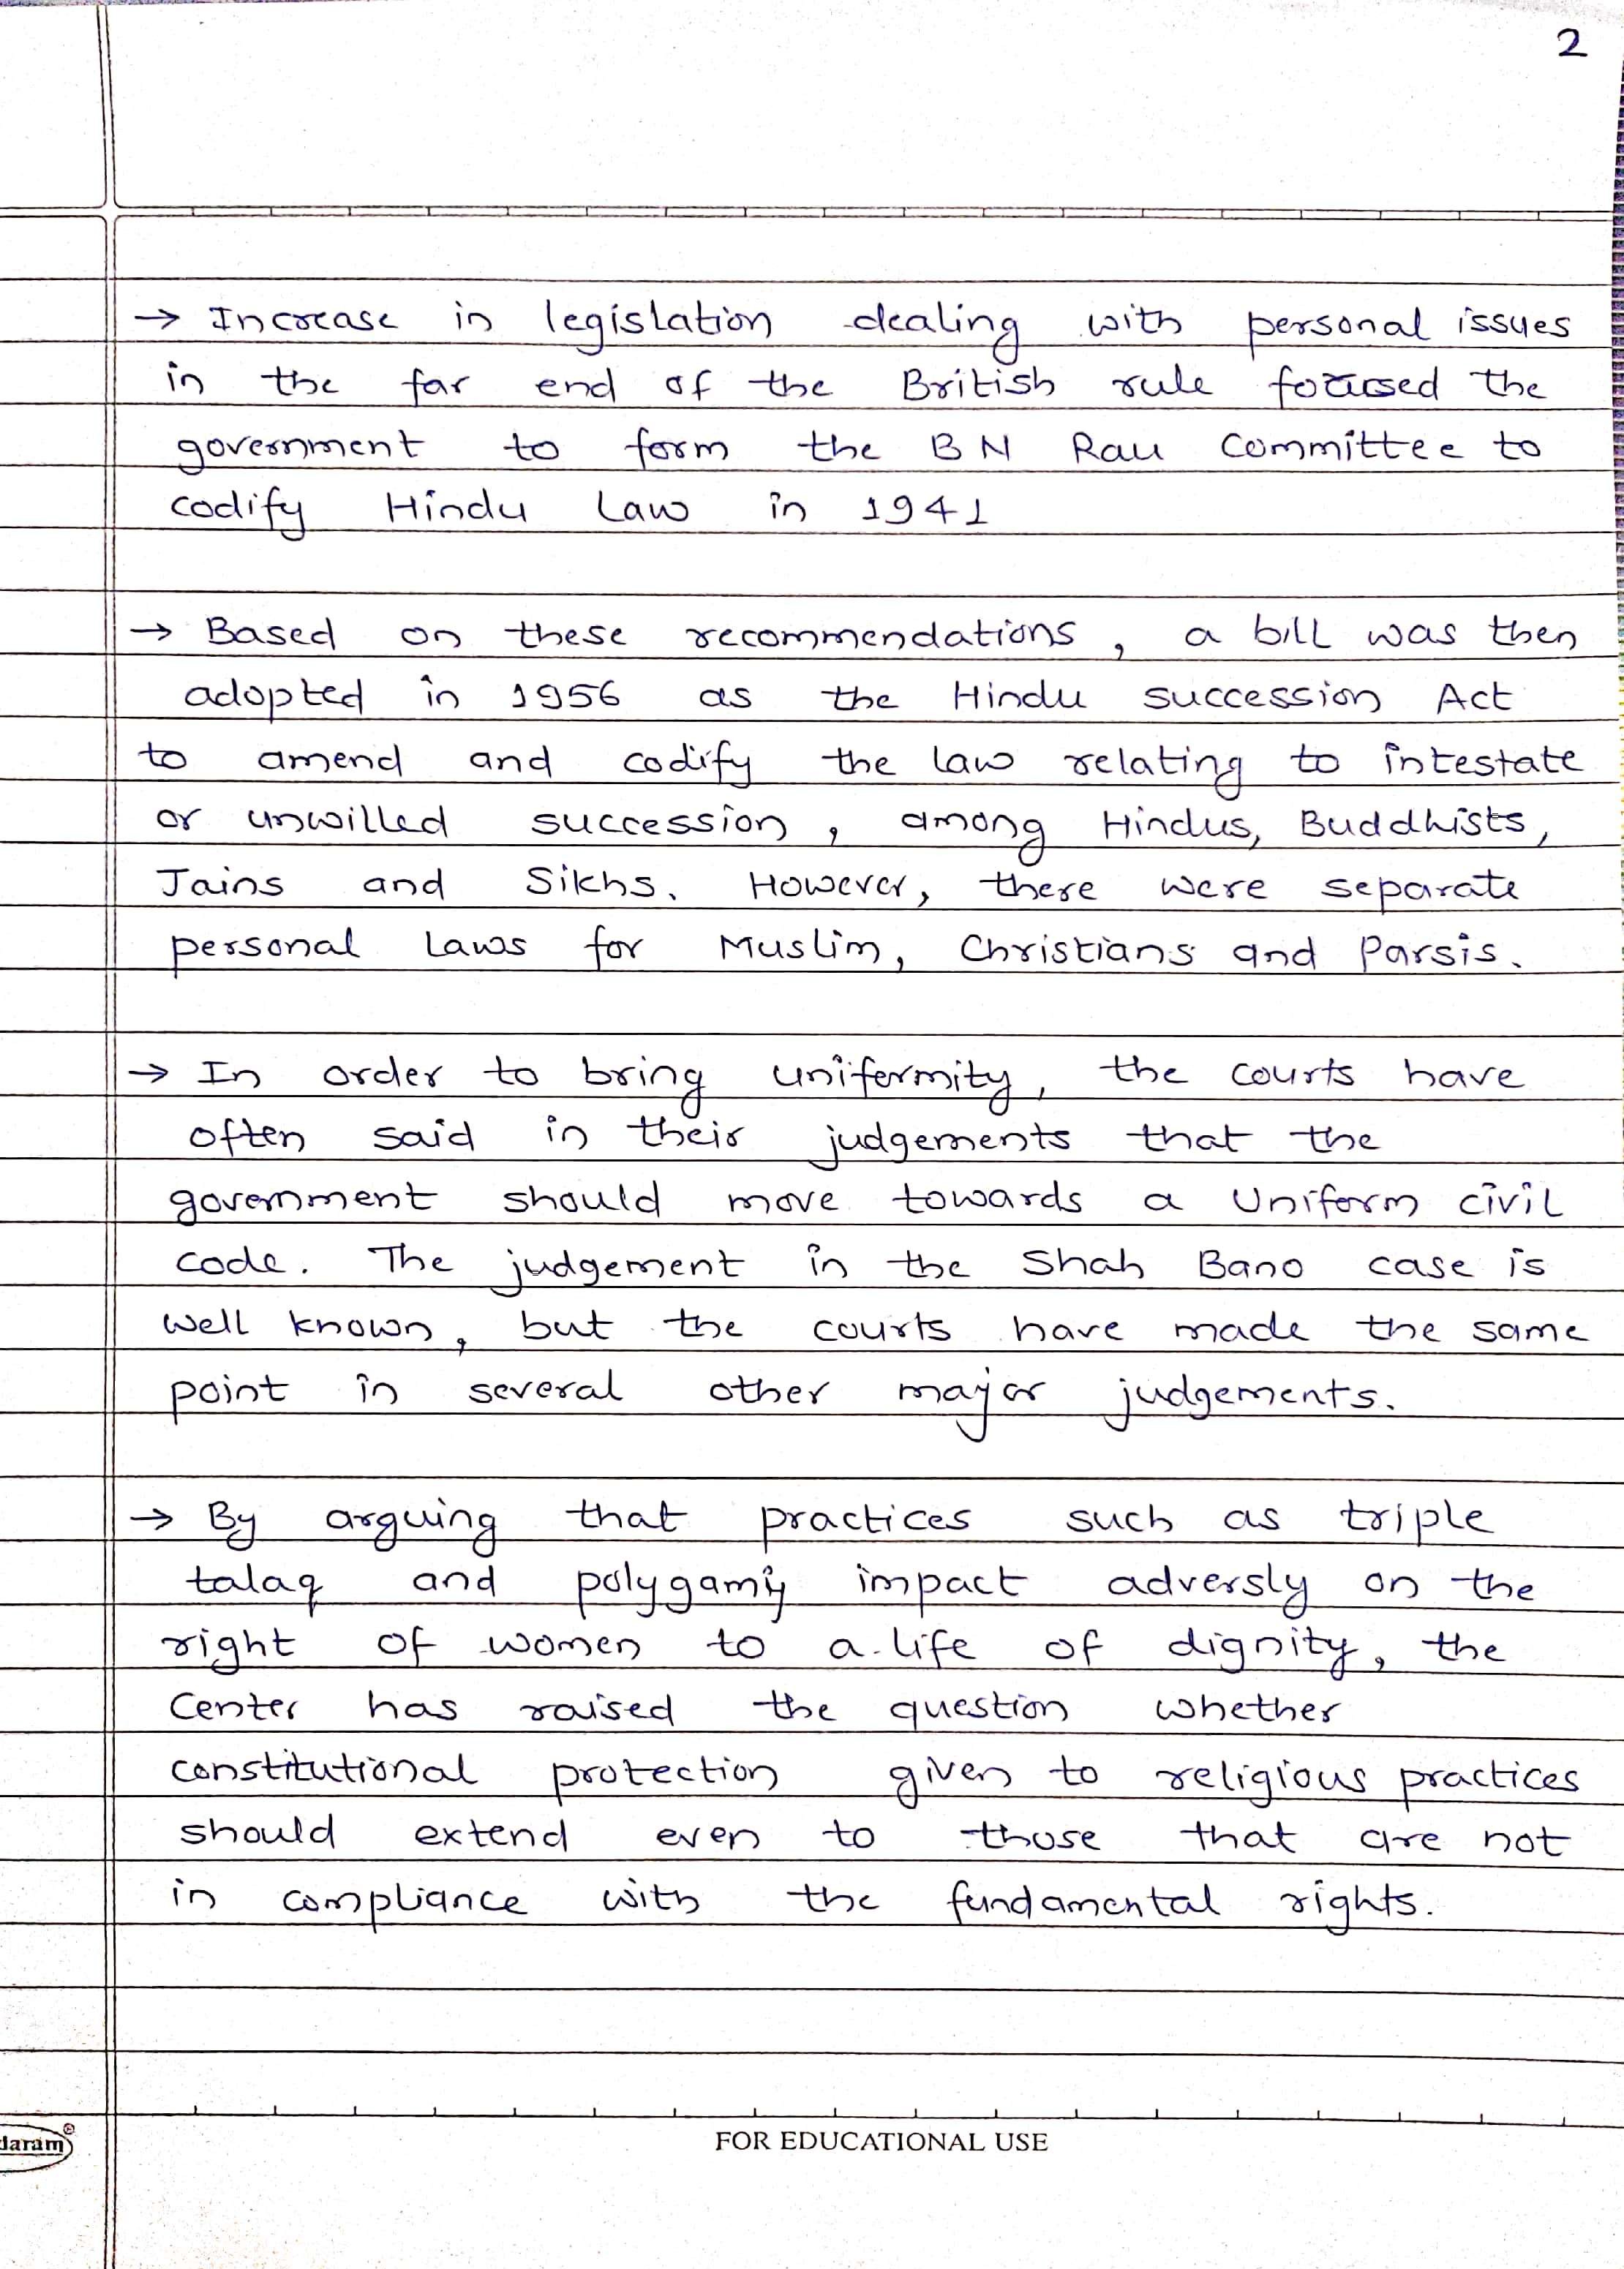 2
→ Increase in legislation dealing with personal issues
in the far end of the British rule the
government to form the B N Rau Committee to
codify Hindu Law in 1941
→ Based on these recommendations, a bill was then
adopted in 1956 as the Hindu Succession Act
to amend and codify the law relating to intestate
or unwilled succession, among Hindus, Buddhists,
Jains and Sikhs. However, there were separate
personal laws for Muslim, Christians and Parsis.
→ In order to bring uniformity, the courts have
often said in their judgements that the
government should move towards a Uniform civil
code. The judgement in the Shah Bano case is
well known, but the courts have made the same
point in several other major judgements.
→ By arguing that practices such as triple
talaq and polygamy impact adversly on the
right of women to a life of dignity, the
Center has raised the question whether
constitutional protection given to religious practices
should extend even to those that are not
in compliance with the fundamental rights.
daram
FOR EDUCATIONAL USE